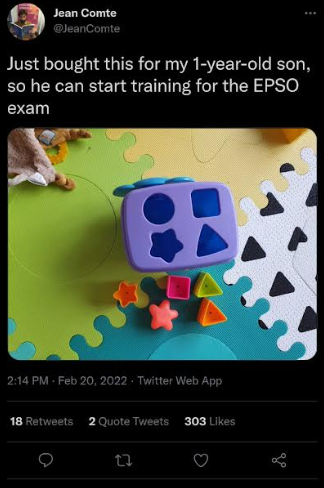 Jean Comte
@JeanComte
Just bought this for my 1-year-old son,
so he can start training for the EPSO
exam
2:14 PM · Feb 20, 2022 · Twitter Web App
18 Retweets 2 Quote Tweets 303 Likes